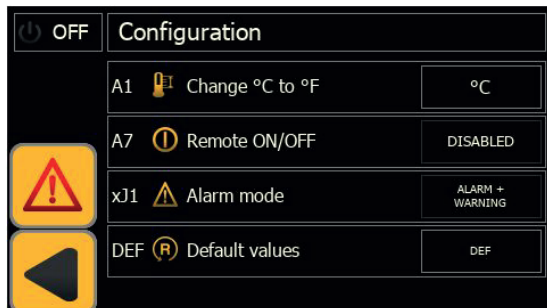 OFF Configuration
A1 Change °C to °F °C
A7 Remote ON/OFF DISABLED
xJ1 Alarm mode ALARM +
WARNING
DEF R Default values DEF